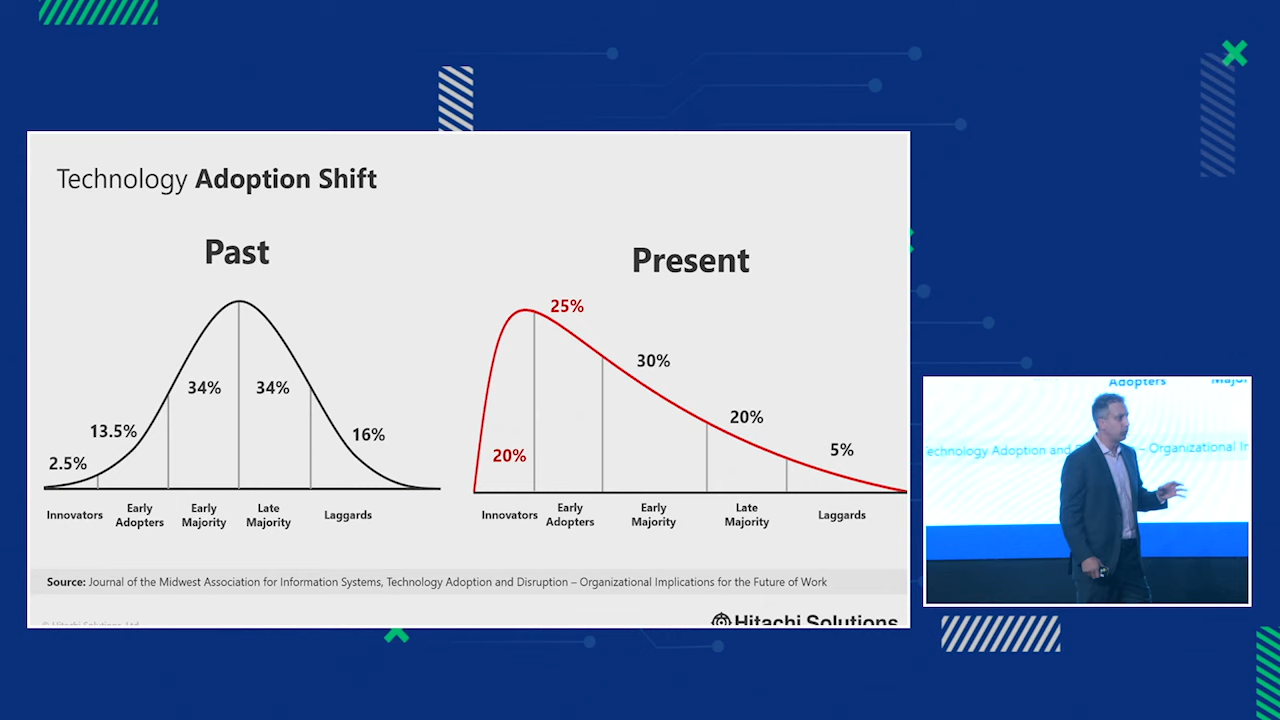 Technology Adoption Shift
Past
2.5%
13.5%
34%
34%
16%
Innovators
Early
Adopters
Early
Majority
Late
Majority
Laggards
Present
20%
25%
30%
20%
5%
Innovators
Early
Adopters
Early
Majority
Late
Majority
Laggards
Source: Journal of the Midwest Association for Information Systems, Technology Adoption and Disruption – Organizational Implications for the Future of Work
© Hitachi Solutions, Ltd.
Hitachi Solutions
Adopters
Technology Adoption and
– Organizational